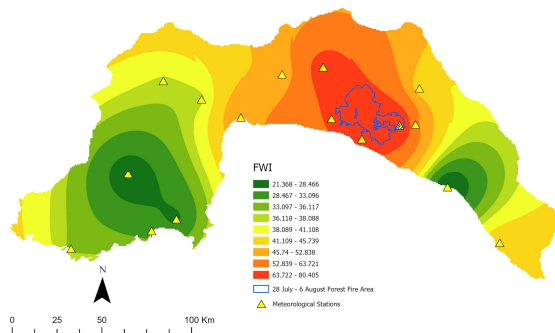 FWI
21.368 - 28.466
28.467 - 33.096
33.097 - 36.117
36.118 - 38.088
38.089 - 41.108
41.109 - 45.739
45.74 - 52.838
52.839 - 63.721
63.722 - 80.405
28 July - 6 August Forest Fire Area
Meteorological Stations
N
0 25 50 100 Km